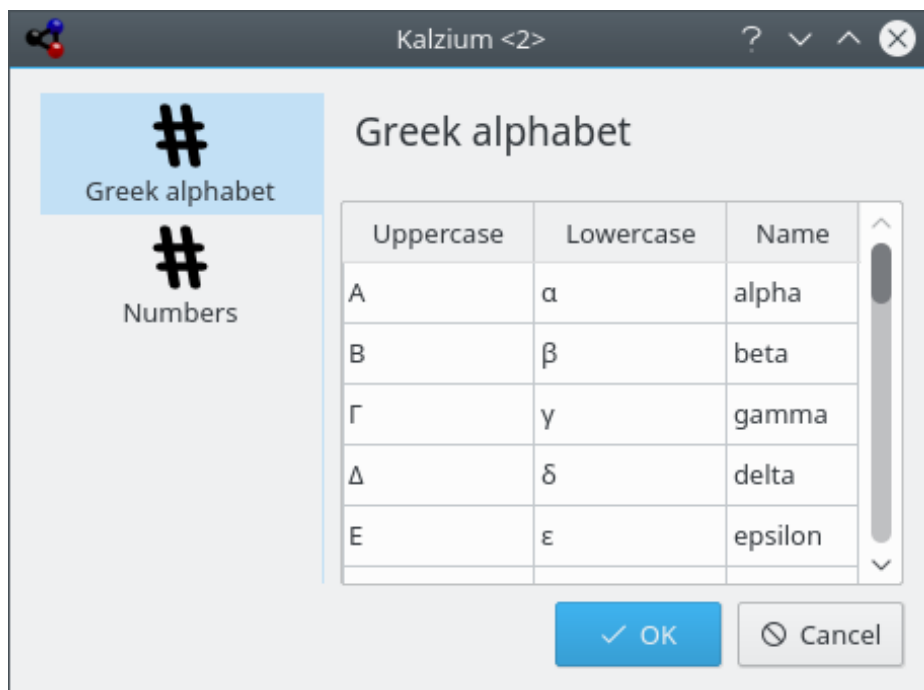 Kalzium <2>
Greek alphabet
Numbers
Greek alphabet
Uppercase Lowercase Name
Α α alpha
Β β beta
Γ γ gamma
Δ δ delta
Ε ε epsilon
OK Cancel